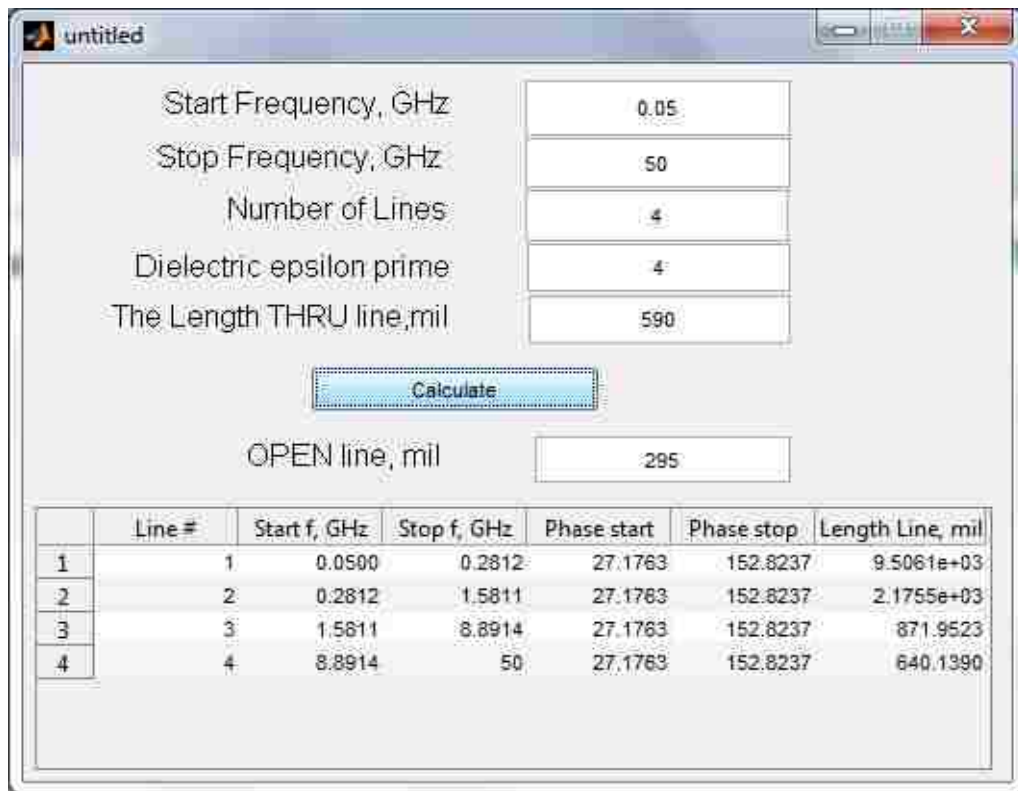 untitled
Start Frequency, GHz 0.05
Stop Frequency, GHz 50
Number of Lines 4
Dielectric epsilon prime 4
The Length THRU line,mil 590
Calculate
OPEN line, mil 295
Line # Start f, GHz Stop f, GHz Phase start Phase stop Length Line, mil
1 1 0.0500 0.2812 27.1763 152.8237 9.5061e+03
2 2 0.2812 1.5811 27.1763 152.8237 2.1755e+03
3 3 1.5811 8.8914 27.1763 152.8237 871.9523
4 4 8.8914 50 27.1763 152.8237 640.1390